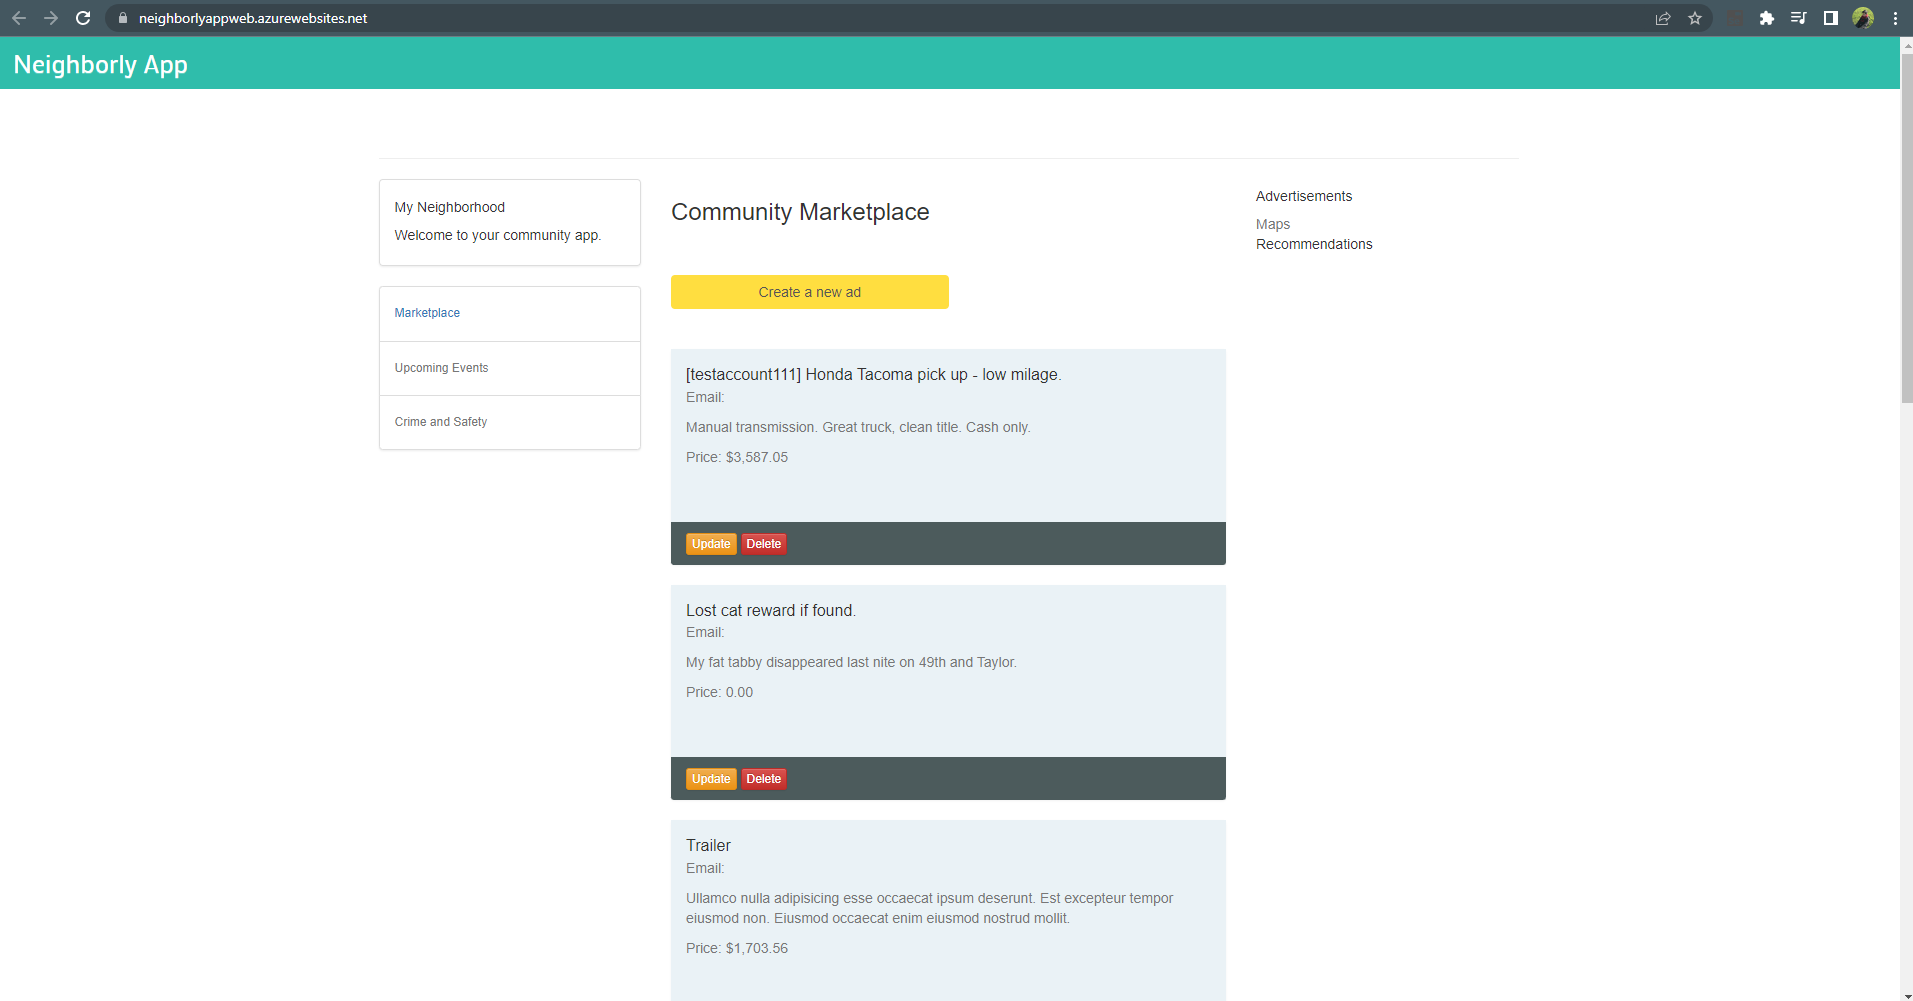 neighborlyappweb.azurewebsites.net
Neighborly App
My Neighborhood
Welcome to your community app.
Marketplace
Upcoming Events
Crime and Safety
Community Marketplace
Create a new ad
[testaccount111] Honda Tacoma pick up - low milage.
Email:
Manual transmission. Great truck, clean title. Cash only.
Price: $3,587.05
Update Delete
Lost cat reward if found.
Email:
My fat tabby disappeared last nite on 49th and Taylor.
Price: 0.00
Update Delete
Trailer
Email:
Ullamco nulla adipisicing esse occaecat ipsum deserunt. Est excepteur tempor
eiusmod non. Eiusmod occaecat enim eiusmod nostrud mollit.
Price: $1,703.56
Advertisements
Maps
Recommendations